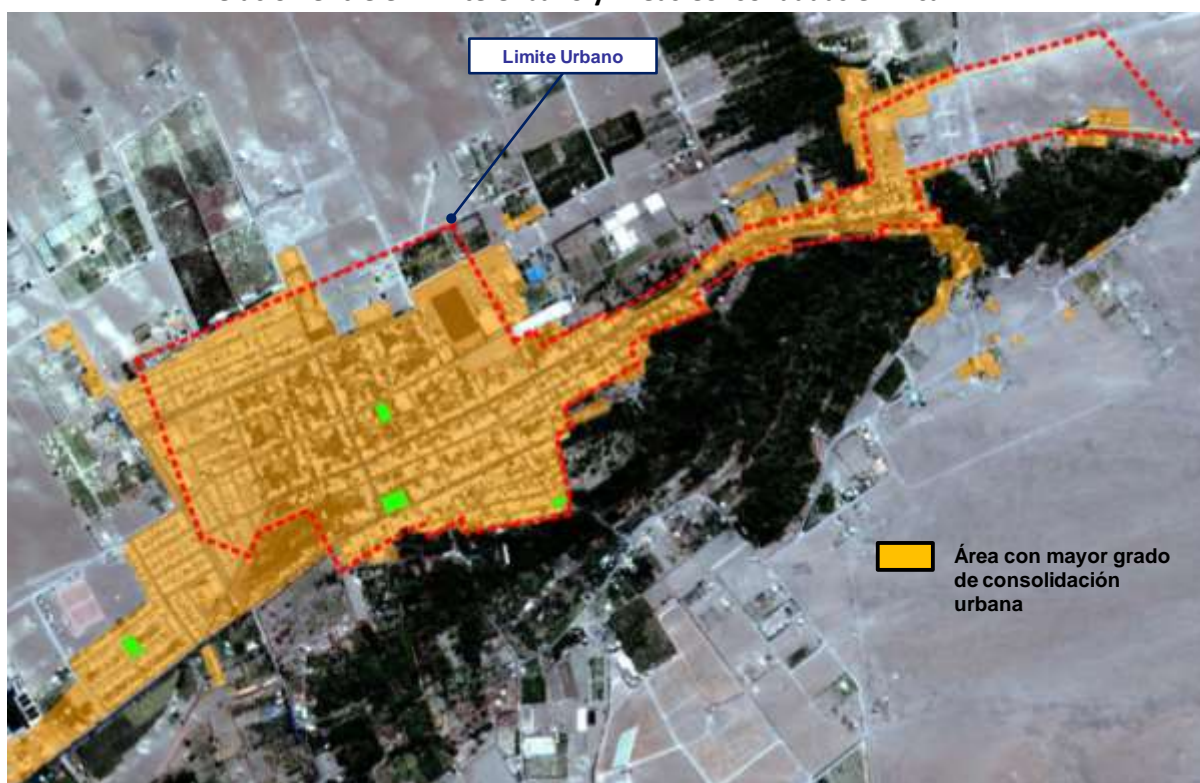 Limite Urbano
Área con mayor grado
de consolidación
urbana